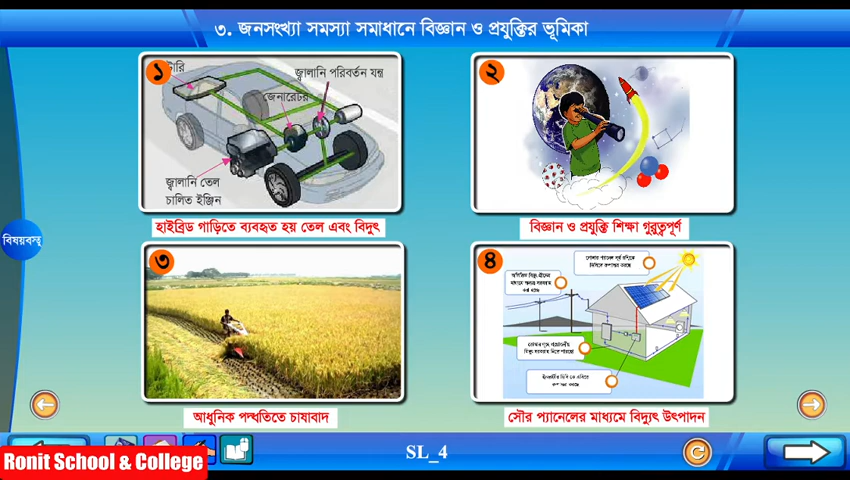 ৩. জনসংখ্যা সমস্যা সমাধানে বিজ্ঞান ও প্রযুক্তির ভূমিকা
১
জ্বালানি পরিবর্তন যন্ত্র
জেনারেটর
জ্বালানি তেল
চালিত ইঞ্জিন
হাইব্রিড গাড়িতে ব্যবহৃত হয় তেল এবং বিদুৎ
২
বিজ্ঞান ও প্রযুক্তি শিক্ষা গুরুত্বপূর্ণ
বিষয়বস্তু
৩
আধুনিক পদ্ধতিতে চাষাবাদ
৪
সৌর প্যানেলের মাধ্যমে বিদ্যুৎ উৎপাদন
SL_4
Ronit School & College